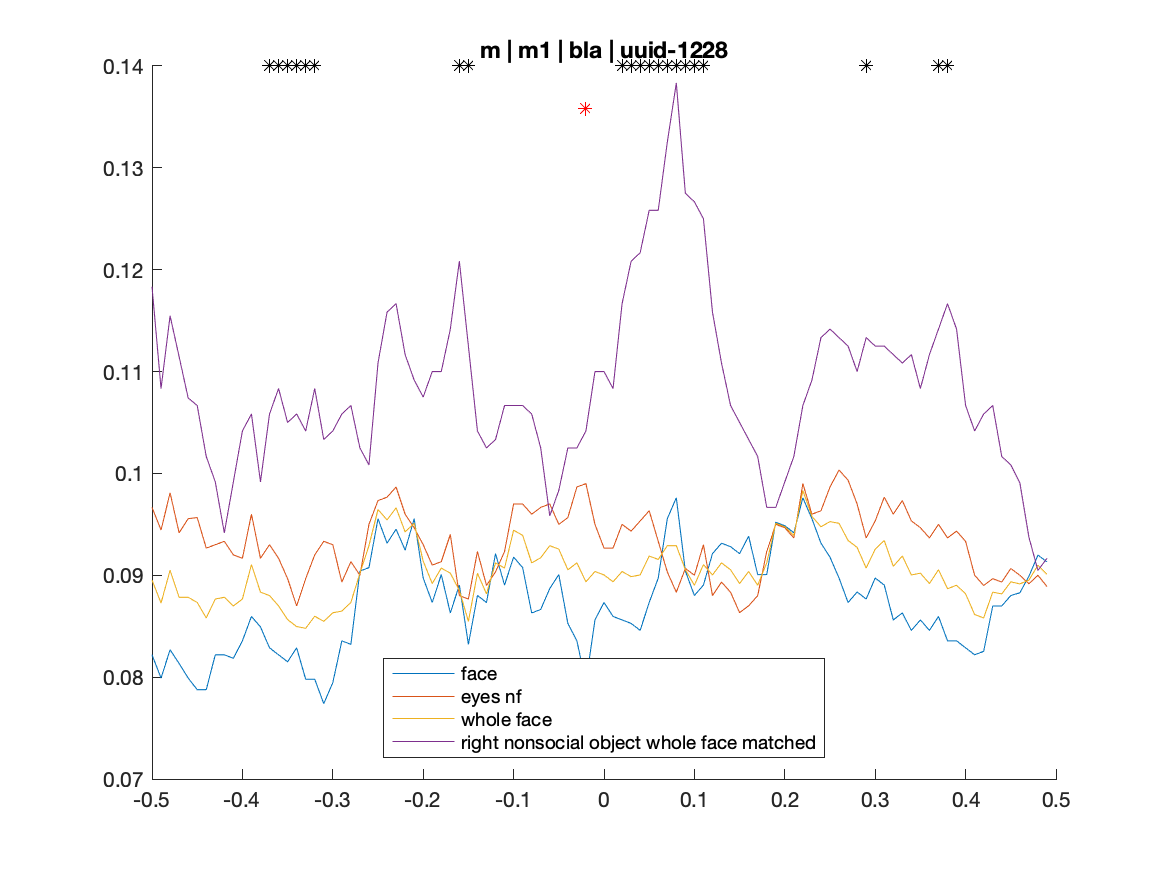 m | m1 | bla | uuid-1228
0.14
0.13
0.12
0.11
0.1
0.09
0.08
0.07
face
eyes nf
whole face
right nonsocial object whole face matched
-0.5 -0.4 -0.3 -0.2 -0.1 0 0.1 0.2 0.3 0.4 0.5